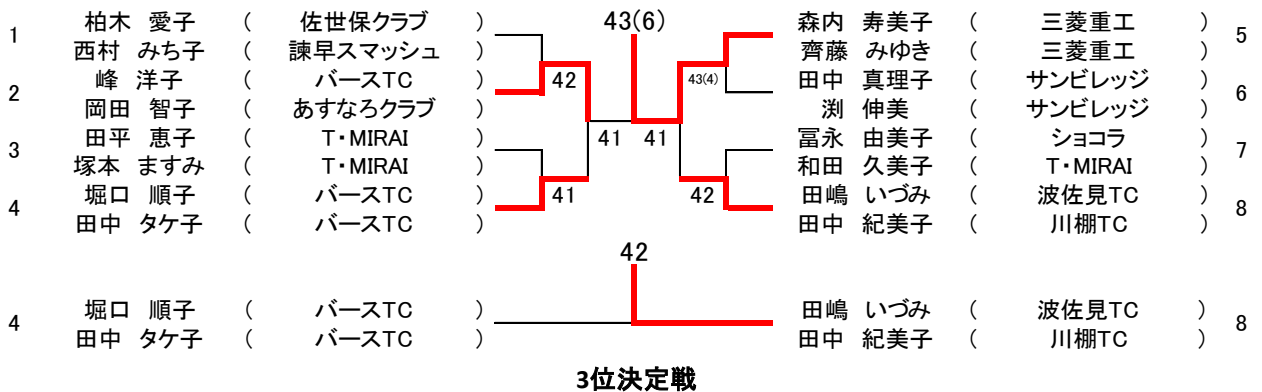 43(6)
1 柏木 愛子 ( 佐世保クラブ )
西村 みち子 ( 諫早スマッシュ )
2 峰 洋子 ( バースTC )
岡田 智子 ( あすなろクラブ )
3 田平 恵子 ( T・MIRAI )
塚本 ますみ ( T・MIRAI )
4 堀口 順子 ( バースTC )
田中 タケ子 ( バースTC )
42
41
41
41
43(4)
42
森内 寿美子 ( 三菱重工 ) 5
齊藤 みゆき ( 三菱重工 )
田中 真理子 ( サンビレッジ ) 6
渕 伸美 ( サンビレッジ )
冨永 由美子 ( ショコラ ) 7
和田 久美子 ( T・MIRAI )
田嶋 いづみ ( 波佐見TC ) 8
田中 紀美子 ( 川棚TC )
42
4 堀口 順子 ( バースTC )
田中 タケ子 ( バースTC )
田嶋 いづみ ( 波佐見TC ) 8
田中 紀美子 ( 川棚TC )
3位決定戦